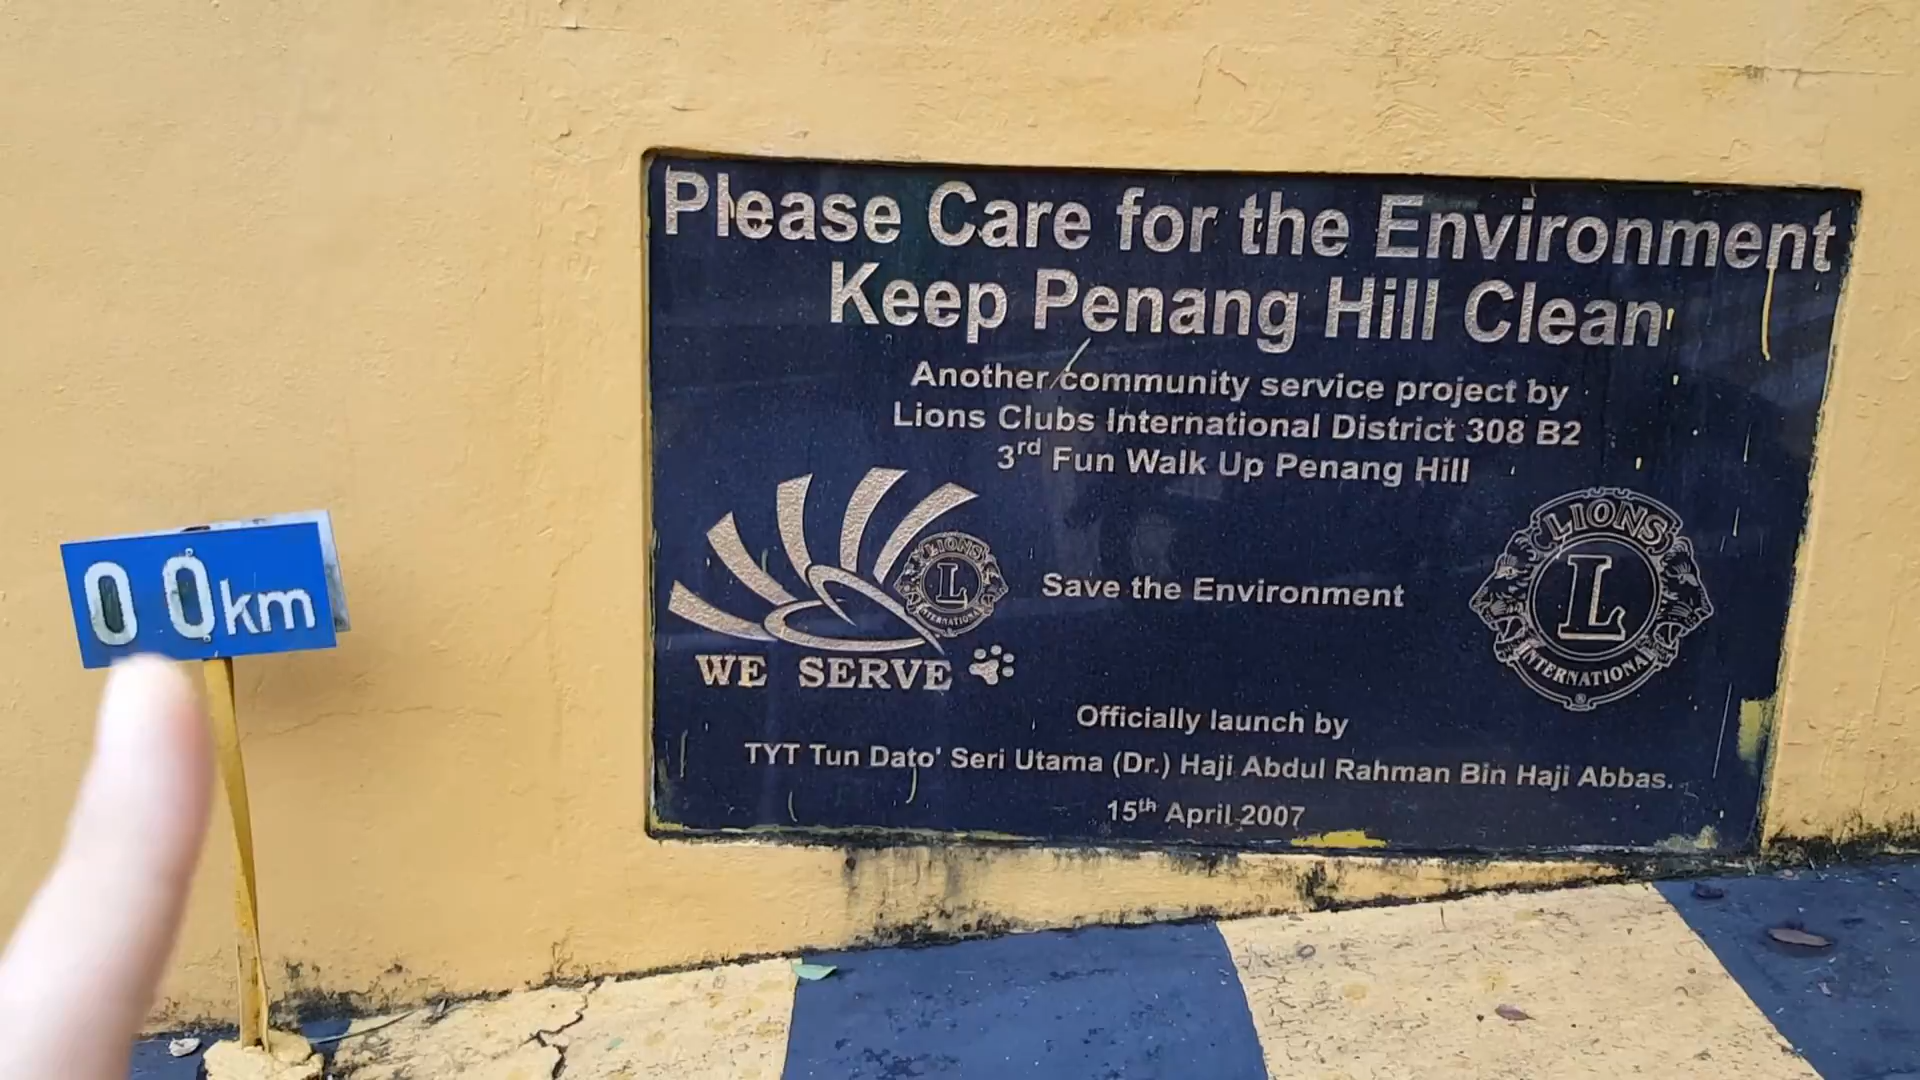 Please Care for the Environment
Keep Penang Hill Clean
Another community service project by
Lions Clubs International District 308 B2
3rd Fun Walk Up Penang Hill
LIONS
L
INTERNATIONAL
WE SERVE
Save the Environment
LIONS
L
INTERNATIONAL
®
Officially launch by
TYT Tun Dato' Seri Utama (Dr.) Haji Abdul Rahman Bin Haji Abbas.
15th April 2007
0 0km